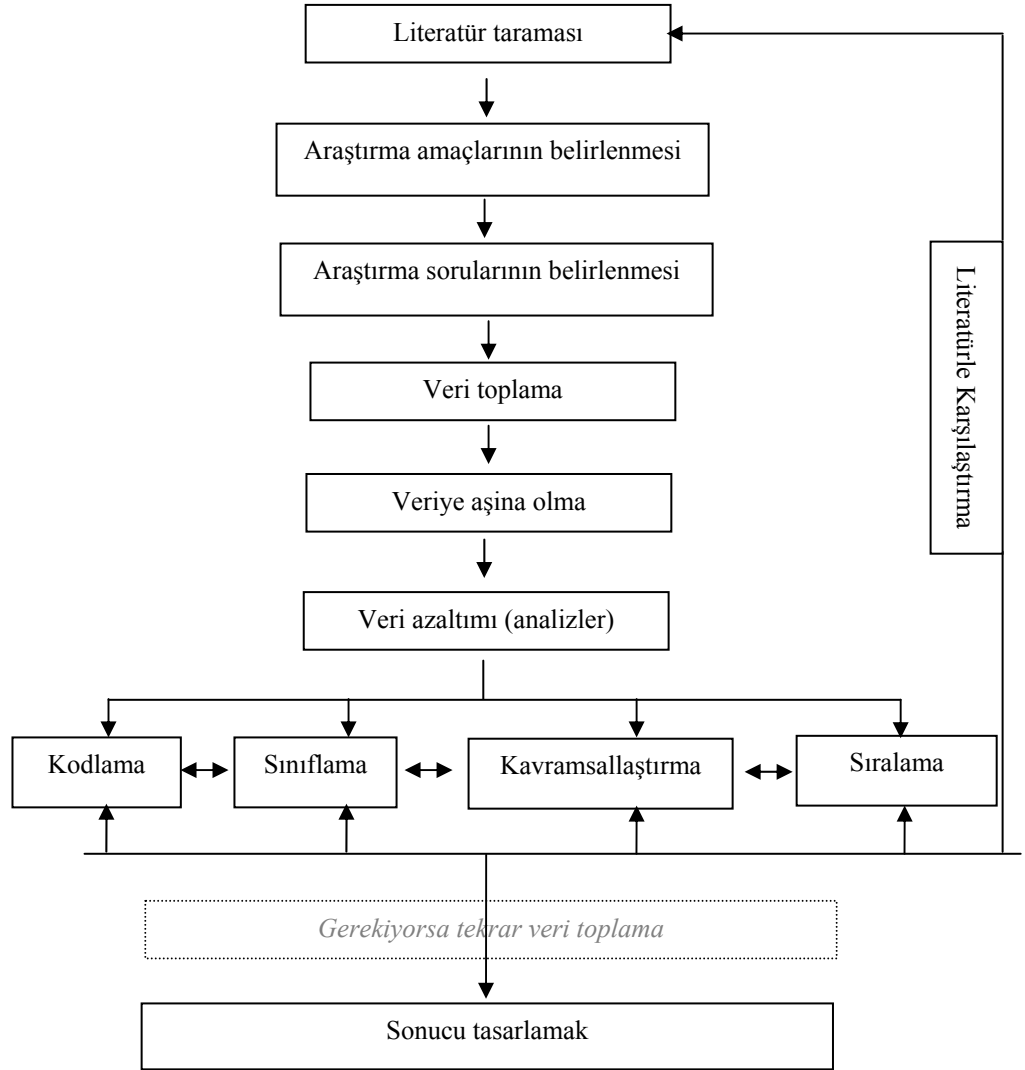 Literatür taraması
Araştırma amaçlarının belirlenmesi
Araştırma sorularının belirlenmesi
Literatürle Karşılaştırma
Veri toplama
Veriye aşina olma
Veri azaltımı (analizler)
Kodlama
Sınıflama
Kavramsallaştırma
Sıralama
Gerekiyorsa tekrar veri toplama
Sonucu tasarlamak